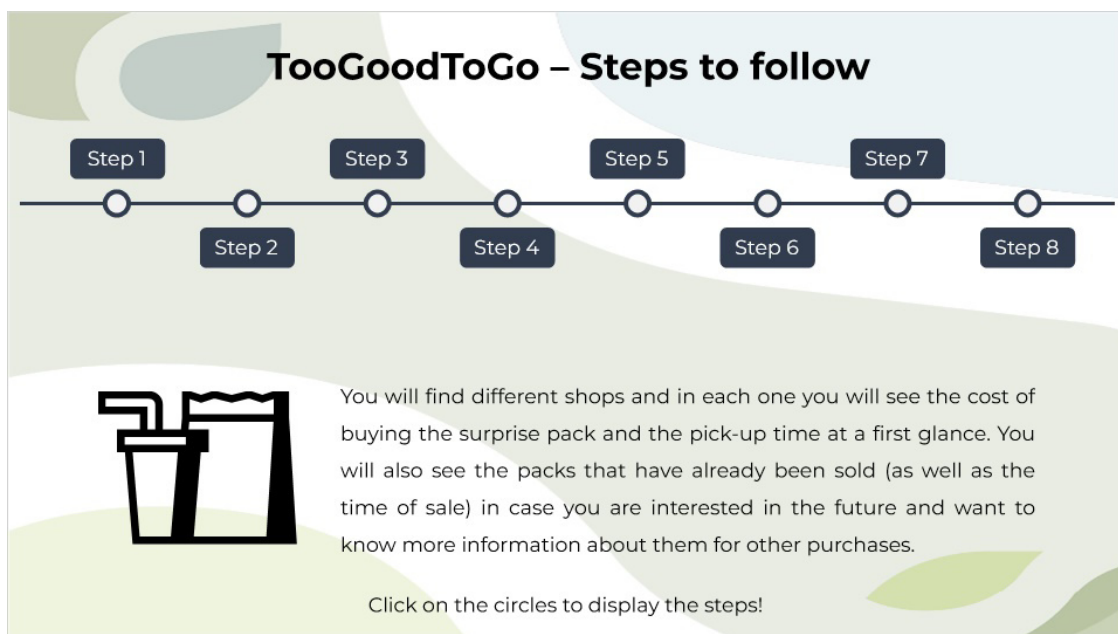 TooGoodToGo – Steps to follow
Step 1
Step 2
Step 3
Step 4
Step 5
Step 6
Step 7
Step 8
You will find different shops and in each one you will see the cost of
buying the surprise pack and the pick-up time at a first glance. You
will also see the packs that have already been sold (as well as the
time of sale) in case you are interested in the future and want to
know more information about them for other purchases.
Click on the circles to display the steps!